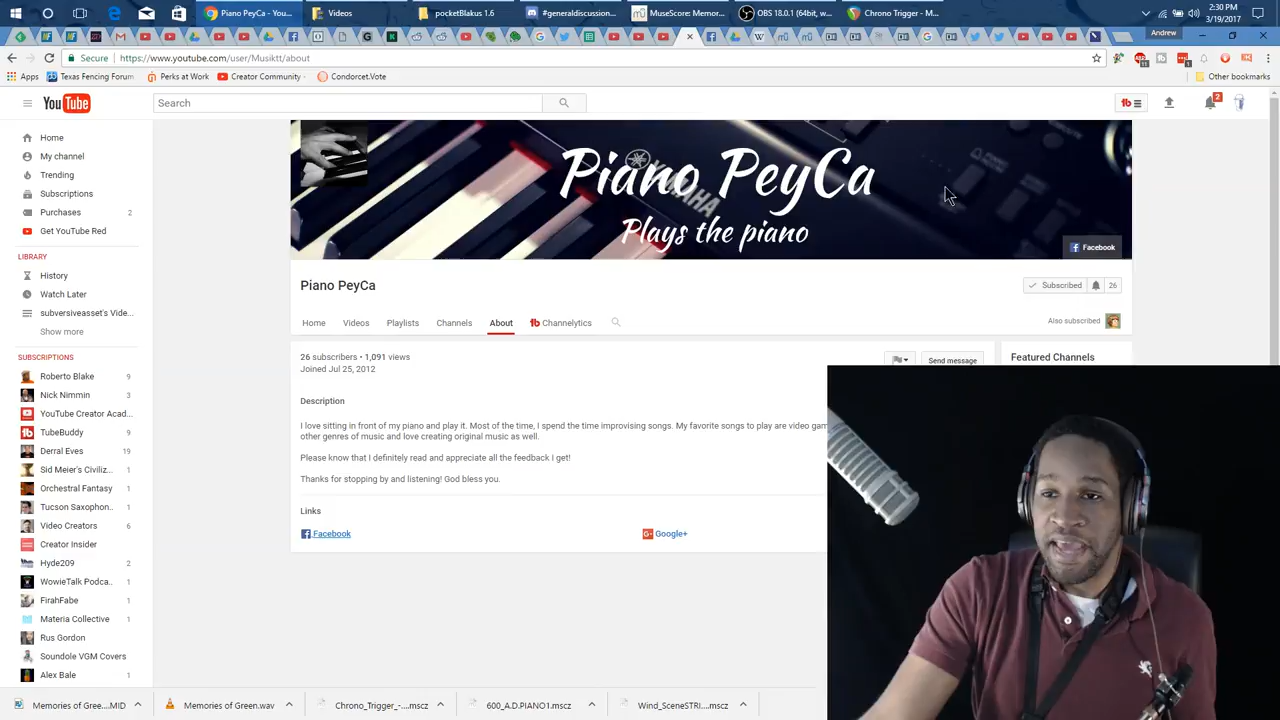 Piano PeyCa - You...
Videos
pocketBlakus 1.6
#generaldiscussion...
MuseScore: Memor...
OBS 18.0.1 (64bit, w...
Chrono Trigger - M...
2:30 PM
3/19/2017
Andrew
Secure
https://www.youtube.com/user/Musiktt/about
Apps
Texas Fencing Forum
Perks at Work
Creator Community
Condorcet.Vote
Other bookmarks
YouTube
Search
2
Home
My channel
Trending
Subscriptions
Purchases 2
Get YouTube Red
LIBRARY
History
Watch Later
subversiveasset's Vide...
Show more
SUBSCRIPTIONS
Roberto Blake 9
Nick Nimmin 3
YouTube Creator Acad...
TubeBuddy 9
Derral Eves 19
Sid Meier's Civiliz... 1
Orchestral Fantasy 1
Tucson Saxophon... 1
Video Creators 6
Creator Insider
Hyde209 2
WowieTalk Podca... 1
FirahFabe 1
Materia Collective 1
Rus Gordon
Soundole VGM Covers
Alex Bale 1
YAMAHA
Piano PeyCa
Plays the piano
Facebook
Piano PeyCa
Subscribed 26
Home Videos Playlists Channels About Channelytics
Also subscribed
26 subscribers • 1,091 views
Joined Jul 25, 2012
Send message
Featured Channels
Description
I love sitting in front of my piano and play it. Most of the time, I spend the time improvising songs. My favorite songs to play are video gam
other genres of music and love creating original music as well.
Please know that I definitely read and appreciate all the feedback I get!
Thanks for stopping by and listening! God bless you.
Links
Facebook
Google+
Memories of Gree....MID
Memories of Green.wav
Chrono_Trigger_-....mscz
600_A.D.PIANO1.mscz
Wind_SceneSTRI....mscz